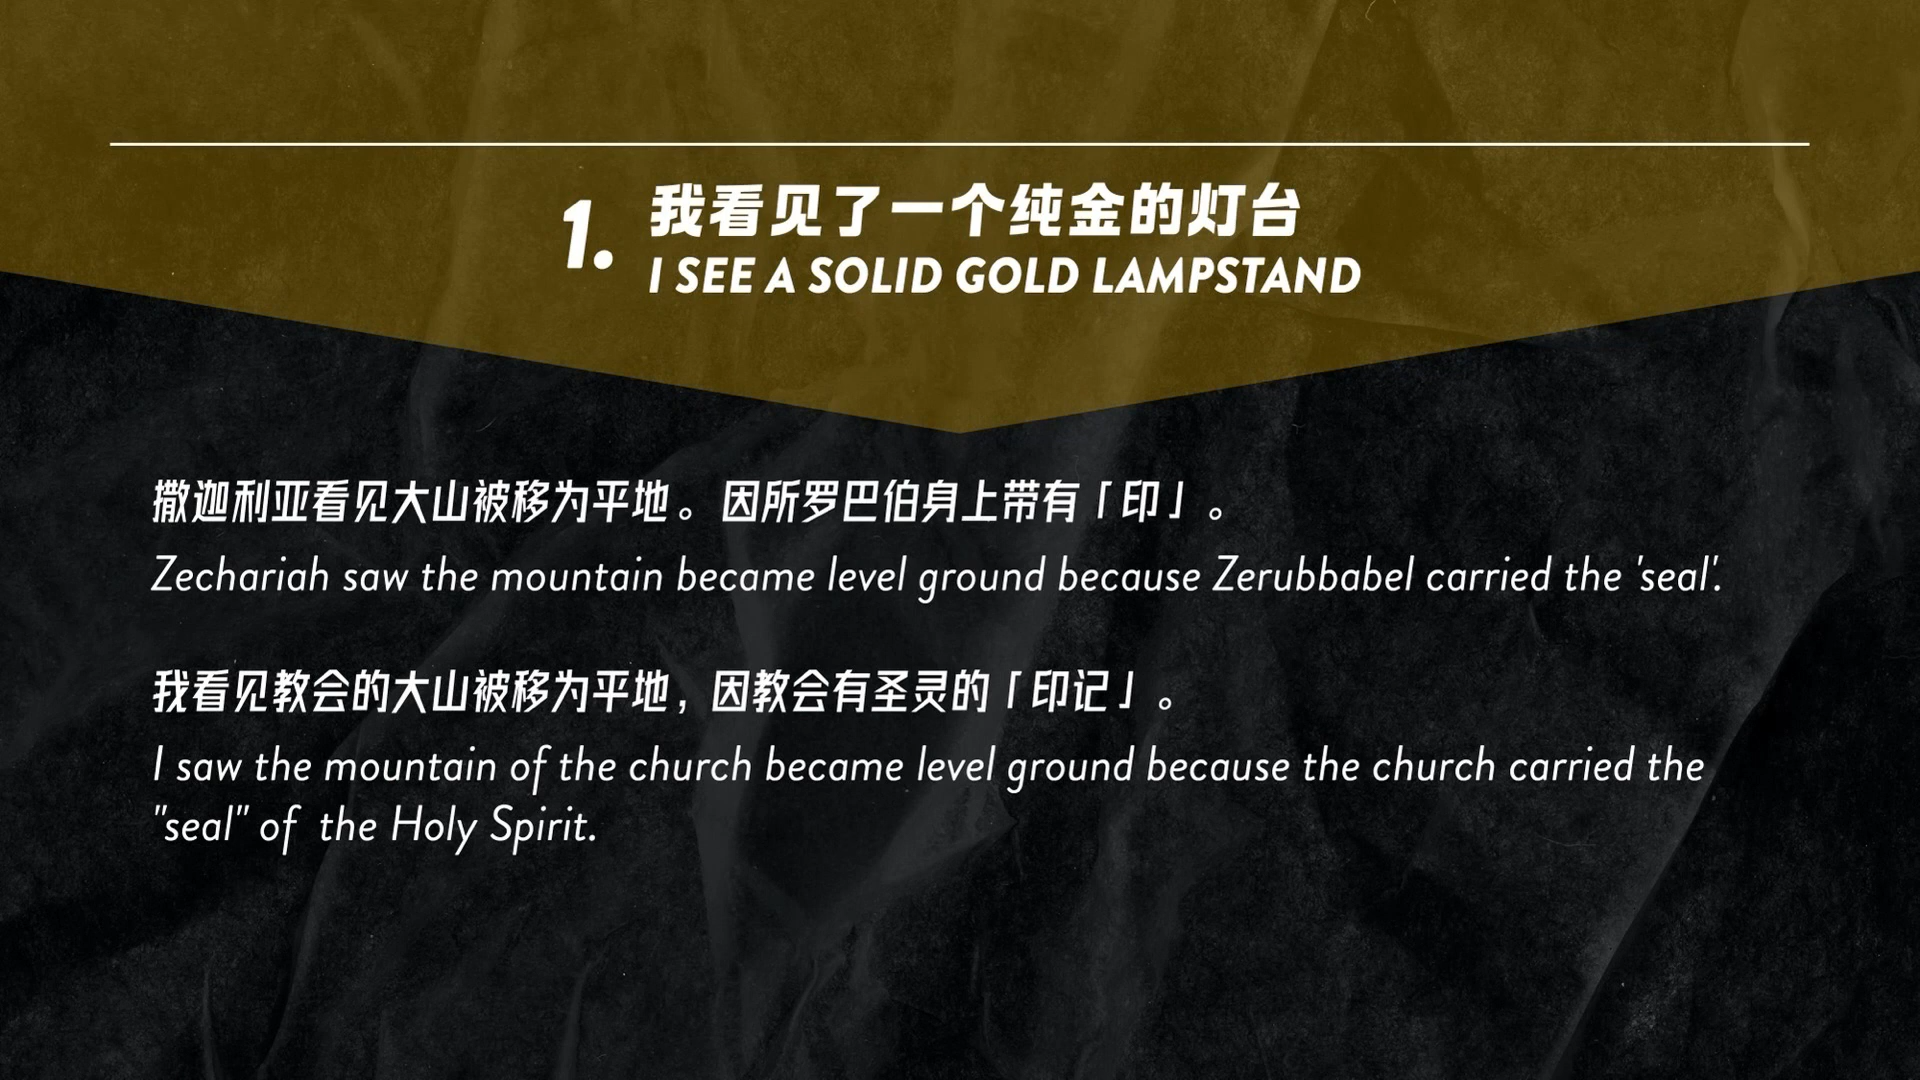 1. 我看见了一个纯金的灯台
I SEE A SOLID GOLD LAMPSTAND
撒迦利亚看见大山被移为平地。因所罗巴伯身上带有「印」。
Zechariah saw the mountain became level ground because Zerubbabel carried the 'seal'.
我看见教会的大山被移为平地，因教会有圣灵的「印记」。
I saw the mountain of the church became level ground because the church carried the
"seal" of  the Holy Spirit.